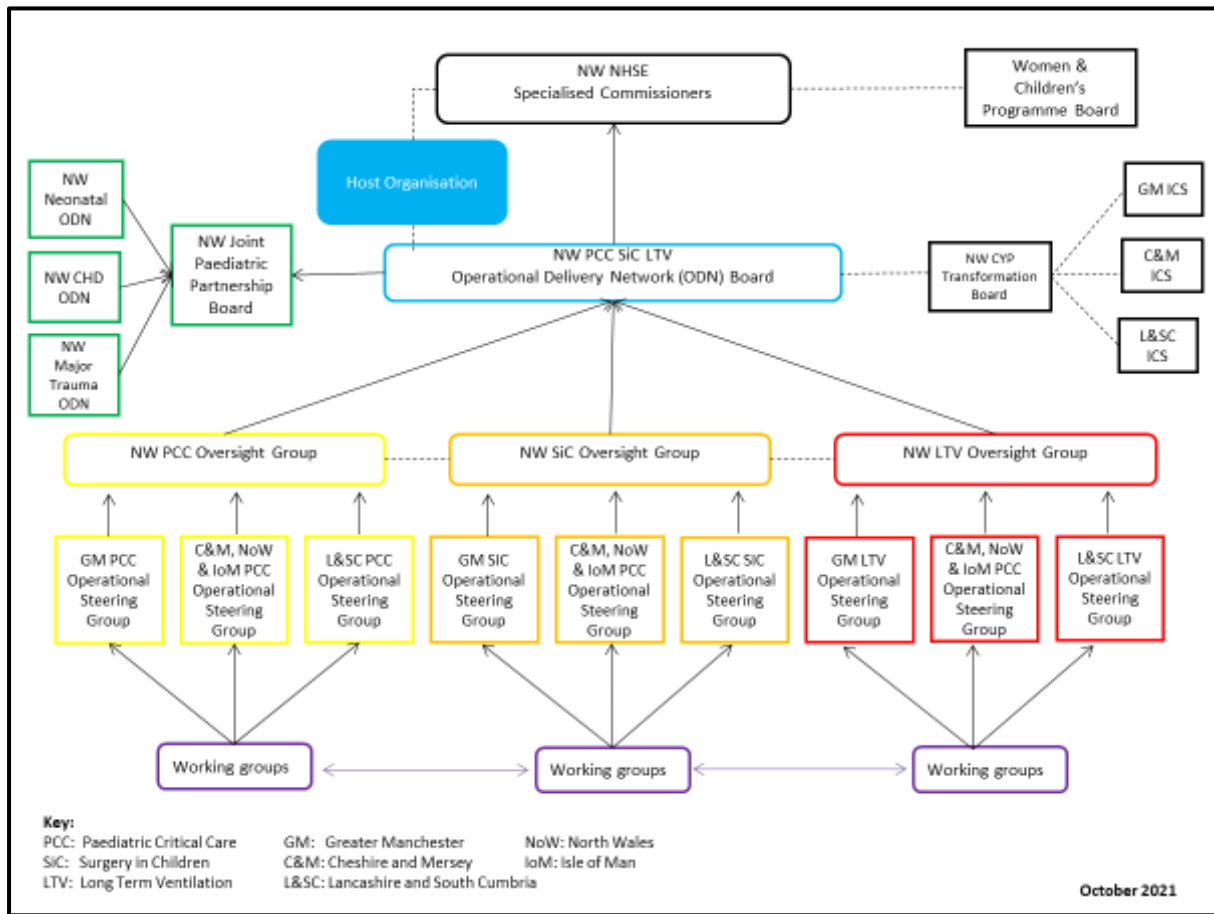 NW NHSE
Specialised Commissioners
Women &
Children's
Programme Board
Host Organisation
NW
Neonatal
ODN
NW CHD
ODN
NW
Major
Trauma
ODN
NW Joint
Paediatric
Partnership
Board
NW PCC SiC LTV
Operational Delivery Network (ODN) Board
NW CYP
Transformation
Board
GM ICS
C&M
ICS
L&SC
ICS
NW PCC Oversight Group
NW SiC Oversight Group
NW LTV Oversight Group
GM PCC
Operational
Steering
Group
C&M, NoW
& IoM PCC
Operational
Steering
Group
L&SC PCC
Operational
Steering
Group
GM SIC
Operational
Steering
Group
C&M, NoW
& IoM PCC
Operational
Steering
Group
L&SC SiC
Operational
Steering
Group
GM LTV
Operational
Steering
Group
C&M, NoW
& IoM PCC
Operational
Steering
Group
L&SC LTV
Operational
Steering
Group
Working groups
Working groups
Working groups
Key:
PCC: Paediatric Critical Care GM: Greater Manchester NoW: North Wales
SiC: Surgery in Children C&M: Cheshire and Mersey IoM: Isle of Man
LTV: Long Term Ventilation L&SC: Lancashire and South Cumbria
October 2021